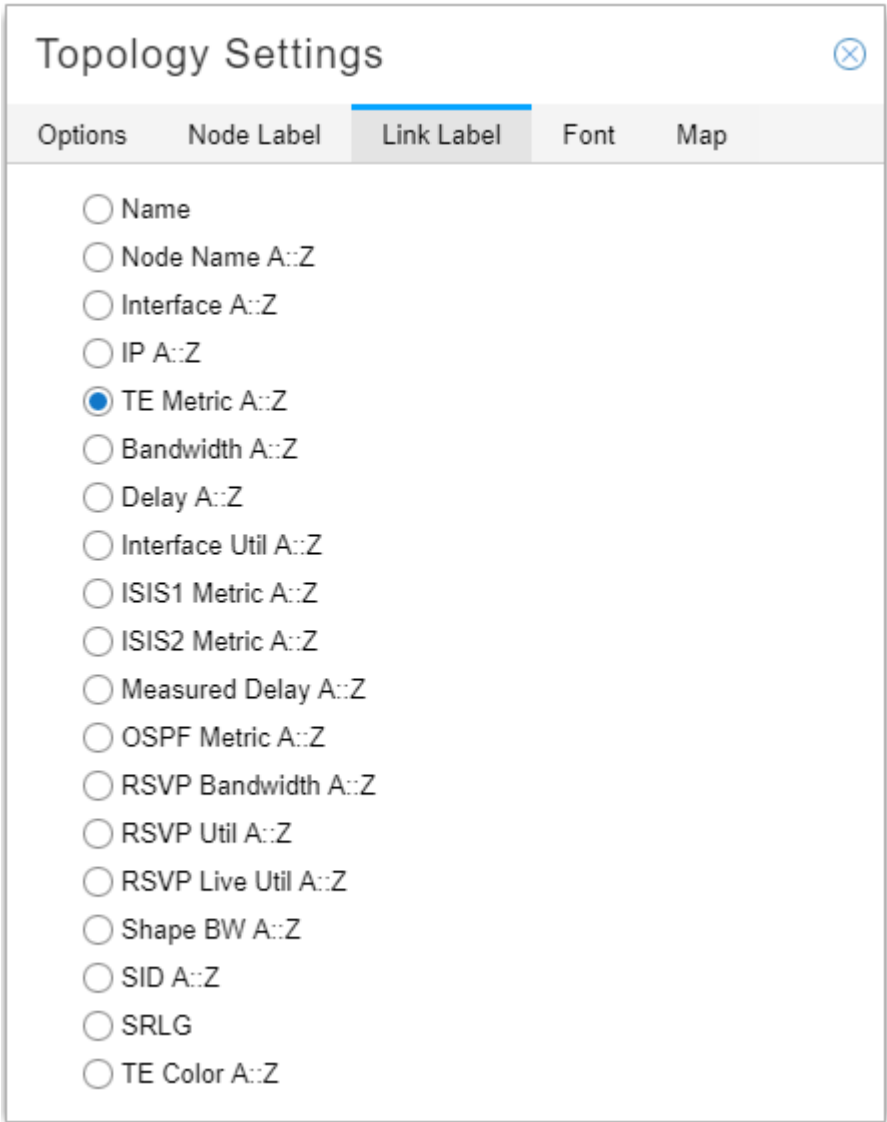 Topology Settings
Options Node Label Link Label Font Map
Name
Node Name A::Z
Interface A::Z
IP A::Z
TE Metric A::Z
Bandwidth A::Z
Delay A::Z
Interface Util A::Z
ISIS1 Metric A::Z
ISIS2 Metric A::Z
Measured Delay A::Z
OSPF Metric A::Z
RSVP Bandwidth A::Z
RSVP Util A::Z
RSVP Live Util A::Z
Shape BW A::Z
SID A::Z
SRLG
TE Color A::Z